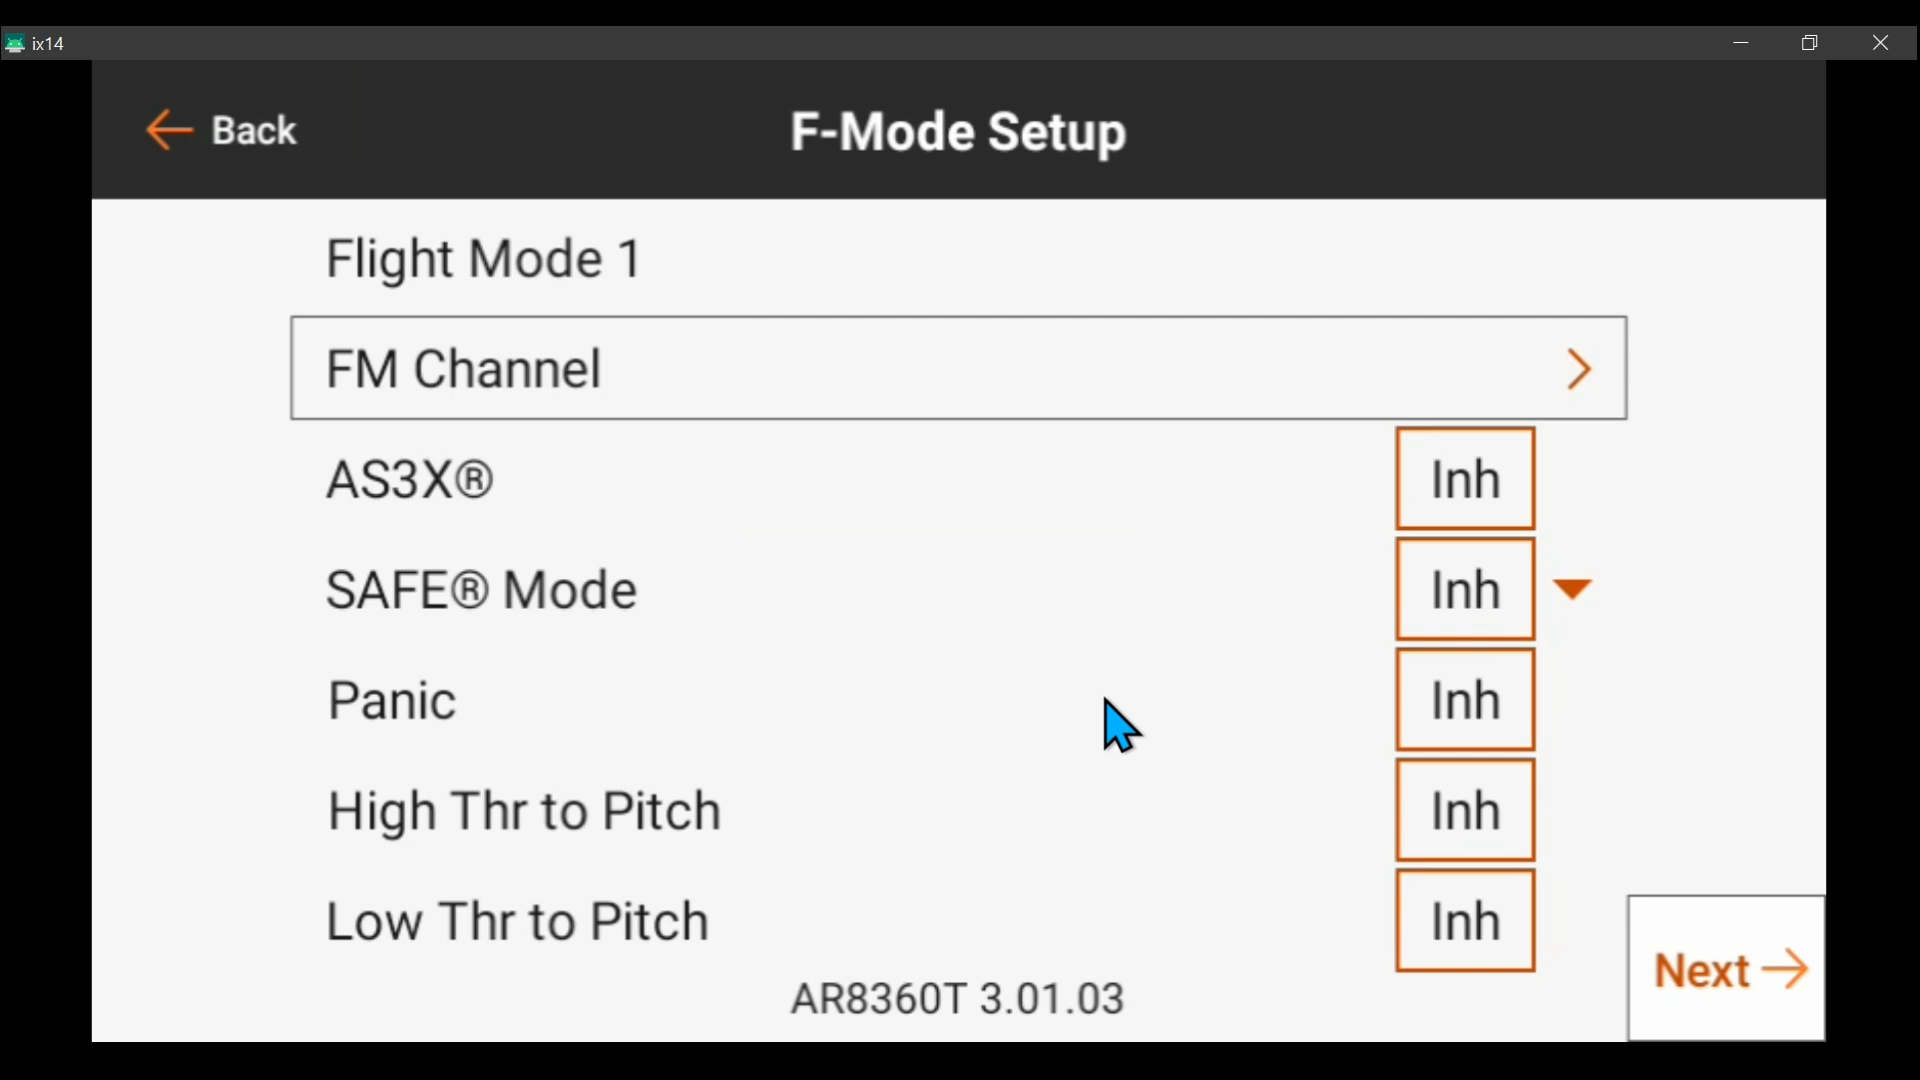 ix14
Back
F-Mode Setup
Flight Mode 1
FM Channel
AS3X® Inh
SAFE® Mode Inh
Panic Inh
High Thr to Pitch Inh
Low Thr to Pitch Inh
Next
AR8360T 3.01.03